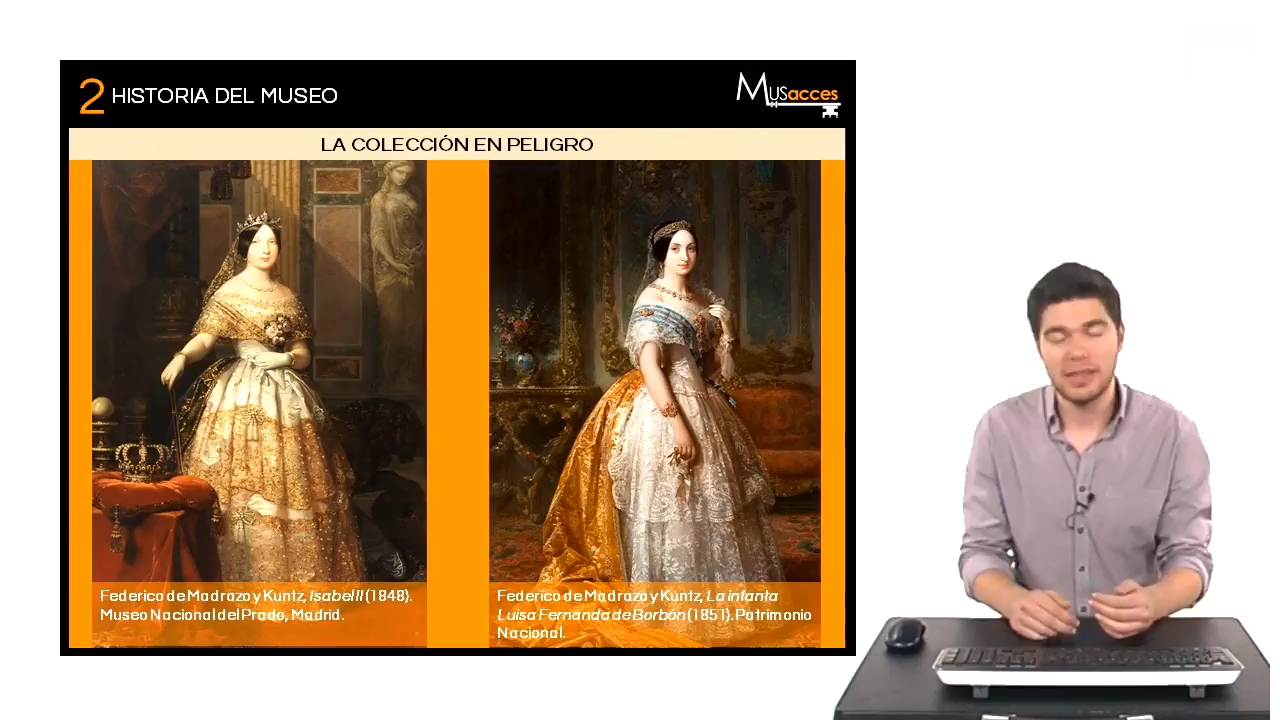 2 HISTORIA DEL MUSEO
MUSacces
LA COLECCIÓN EN PELIGRO
Federico de Madrazo y Kuntz, Isabel II (1848).
Museo Nacional del Prado, Madrid.
Federico de Madrazo y Kuntz, La infanta
Luisa Fernanda de Borbón (1851). Patrimonio
Nacional.